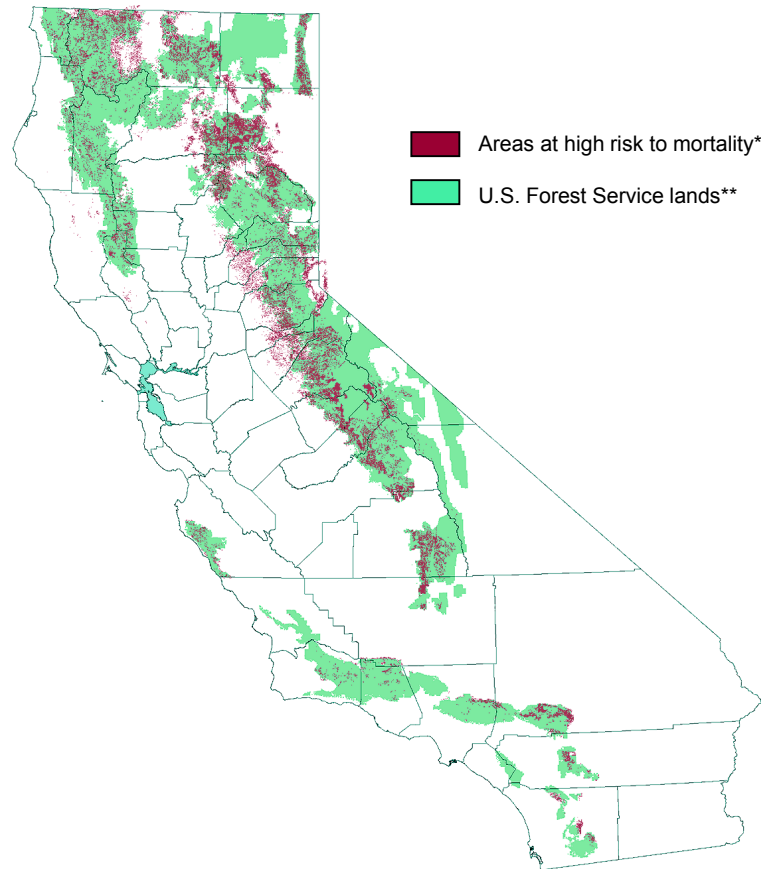 Areas at high risk to mortality*
U.S. Forest Service lands**